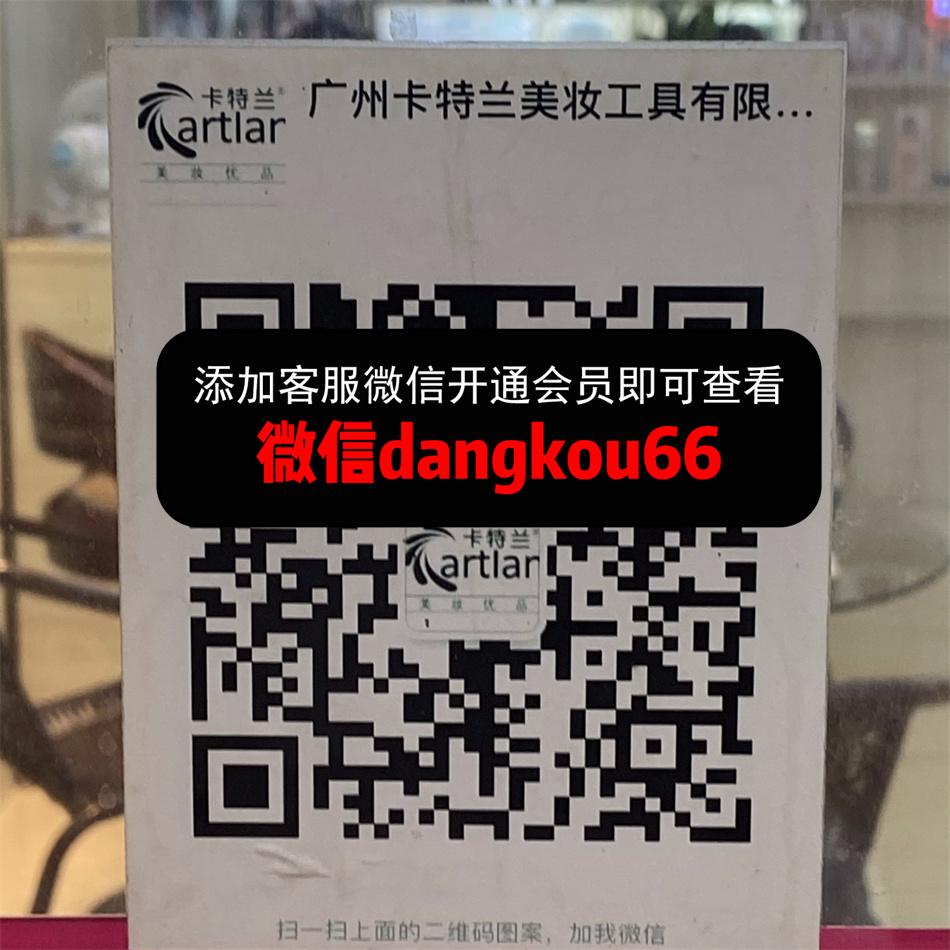 卡特兰®
artlar
美妆优品
广州卡特兰美妆工具有限...
添加客服微信开通会员即可查看
微信dangkou66
卡特兰®
artlar
美妆优品
扫一扫上面的二维码图案，加我微信